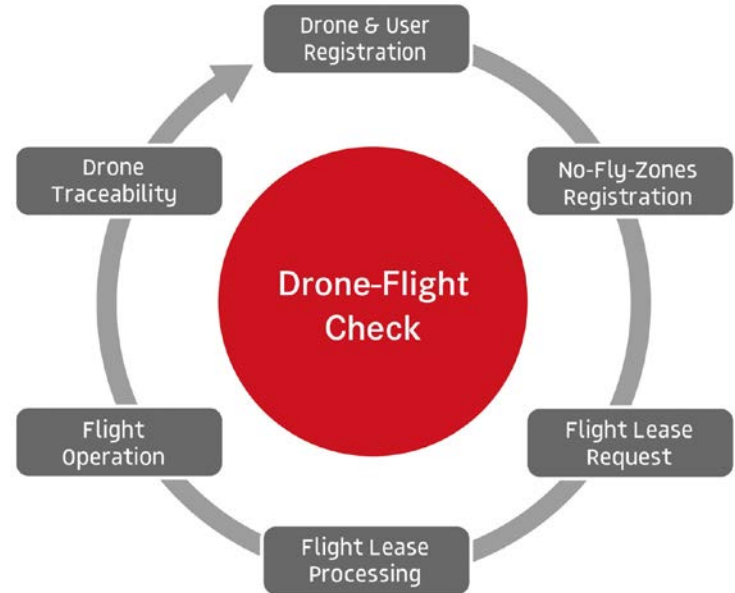 Drone & User
Registration
No-Fly-Zones
Registration
Flight Lease
Request
Flight Lease
Processing
Flight
Operation
Drone
Traceability
Drone-Flight
Check